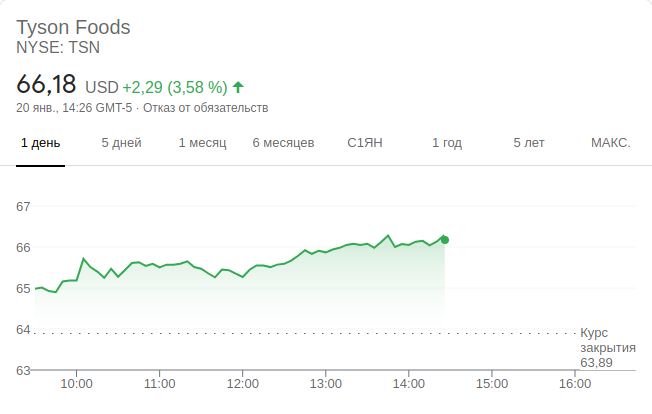 Tyson Foods
NYSE: TSN
66,18 USD +2,29 (3,58 %)
20 янв., 14:26 GMT-5 · Отказ от обязательств
1 день 5 дней 1 месяц 6 месяцев С1ЯН 1 год 5 лет МАКС.
67
66
65
64
63
Курс
закрытия
63,89
10:00 11:00 12:00 13:00 14:00 15:00 16:00